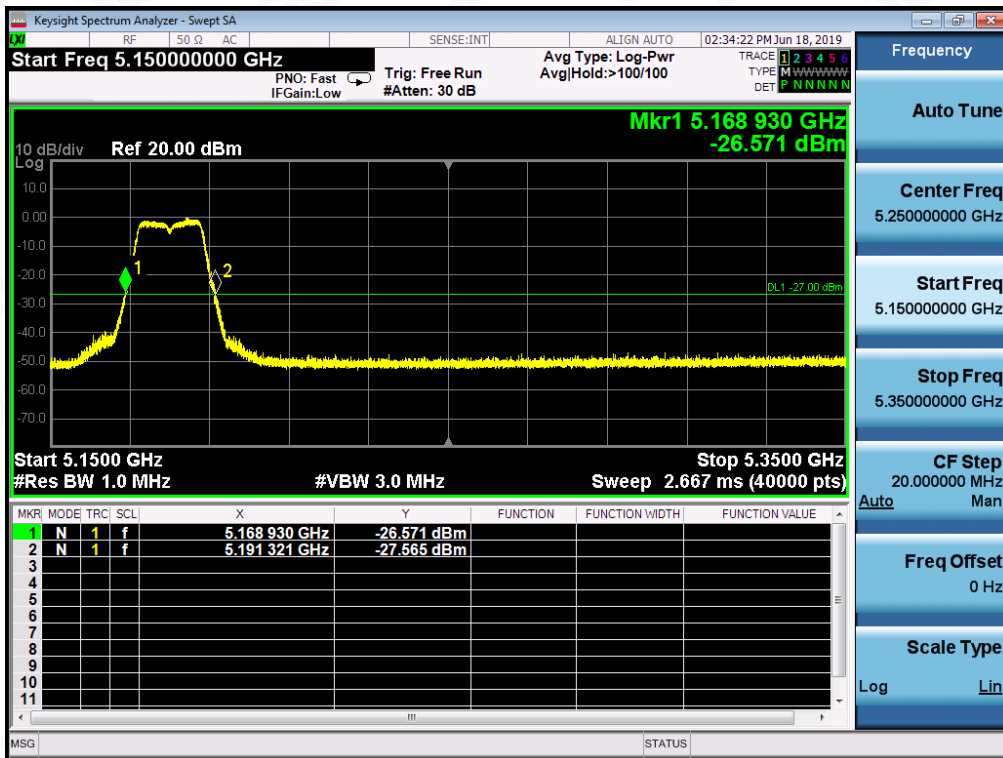 Keysight Spectrum Analyzer - Swept SA
LXI RF 50 Ω AC SENSE:INT ALIGN AUTO 02:34:22 PM Jun 18, 2019
Start Freq 5.150000000 GHz
PNO: Fast
IFGain:Low
Trig: Free Run
#Atten: 30 dB
Avg Type: Log-Pwr
Avg|Hold:>100/100
TRACE 1 2 3 4 5 6
TYPE M WWWWW
DET P N N N N N
Mkr1 5.168 930 GHz
-26.571 dBm
10 dB/div Ref 20.00 dBm
Log
10.0
0.00
-10.0
-20.0
-30.0
-40.0
-50.0
-60.0
-70.0
1
2
DL1 -27.00 dBm
Start 5.1500 GHz Stop 5.3500 GHz
#Res BW 1.0 MHz #VBW 3.0 MHz Sweep 2.667 ms (40000 pts)
MKR MODE TRC SCL X Y FUNCTION FUNCTION WIDTH FUNCTION VALUE
1 N 1 f 5.168 930 GHz -26.571 dBm
2 N 1 f 5.191 321 GHz -27.565 dBm
3
4
5
6
7
8
9
10
11
MSG STATUS
Frequency
Auto Tune
Center Freq
5.250000000 GHz
Start Freq
5.150000000 GHz
Stop Freq
5.350000000 GHz
CF Step
20.000000 MHz
Auto Man
Freq Offset
0 Hz
Scale Type
Log Lin